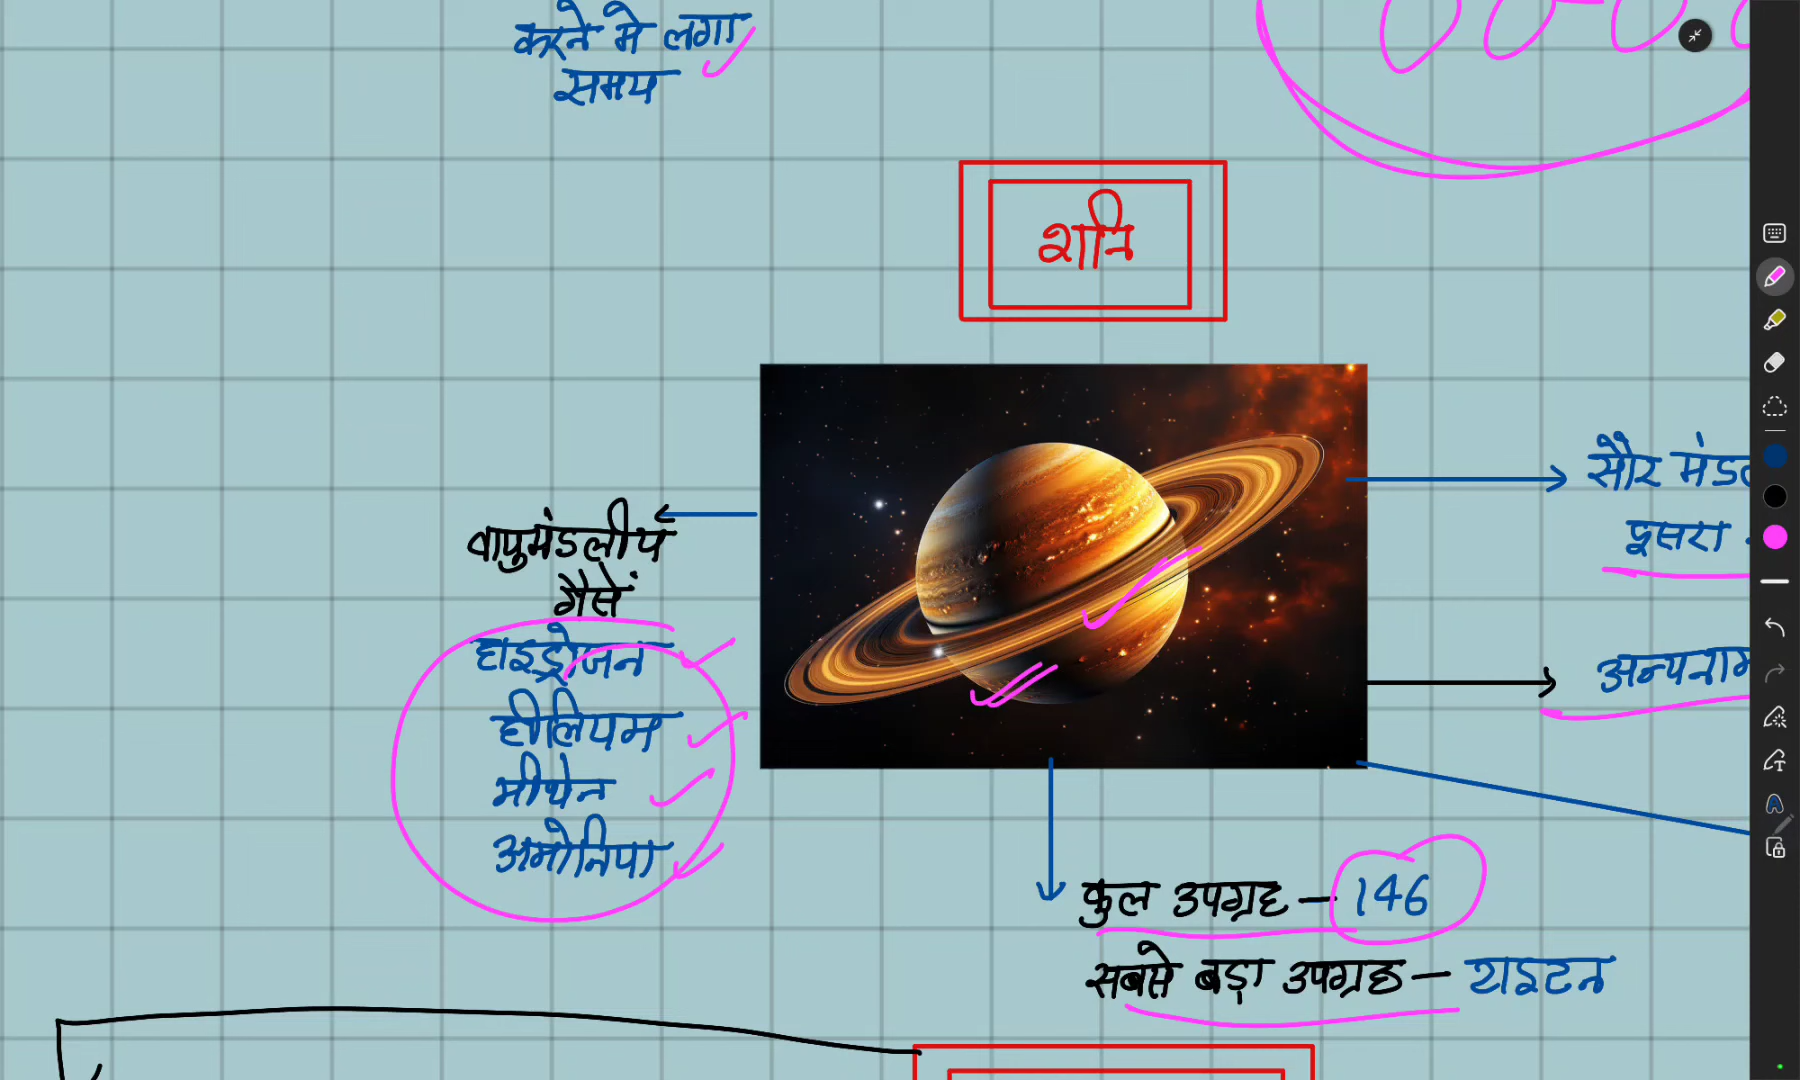 करने मे लगा
समय
शनि
सौर मंड
दूसरा
वायुमंडलीय
गैसें
हाइड्रोजन
हीलियम
मीथेन
अमोनिया
अन्यनाम
कुल उपग्रह – 146
सबसे बड़ा उपग्रह – टाइटन